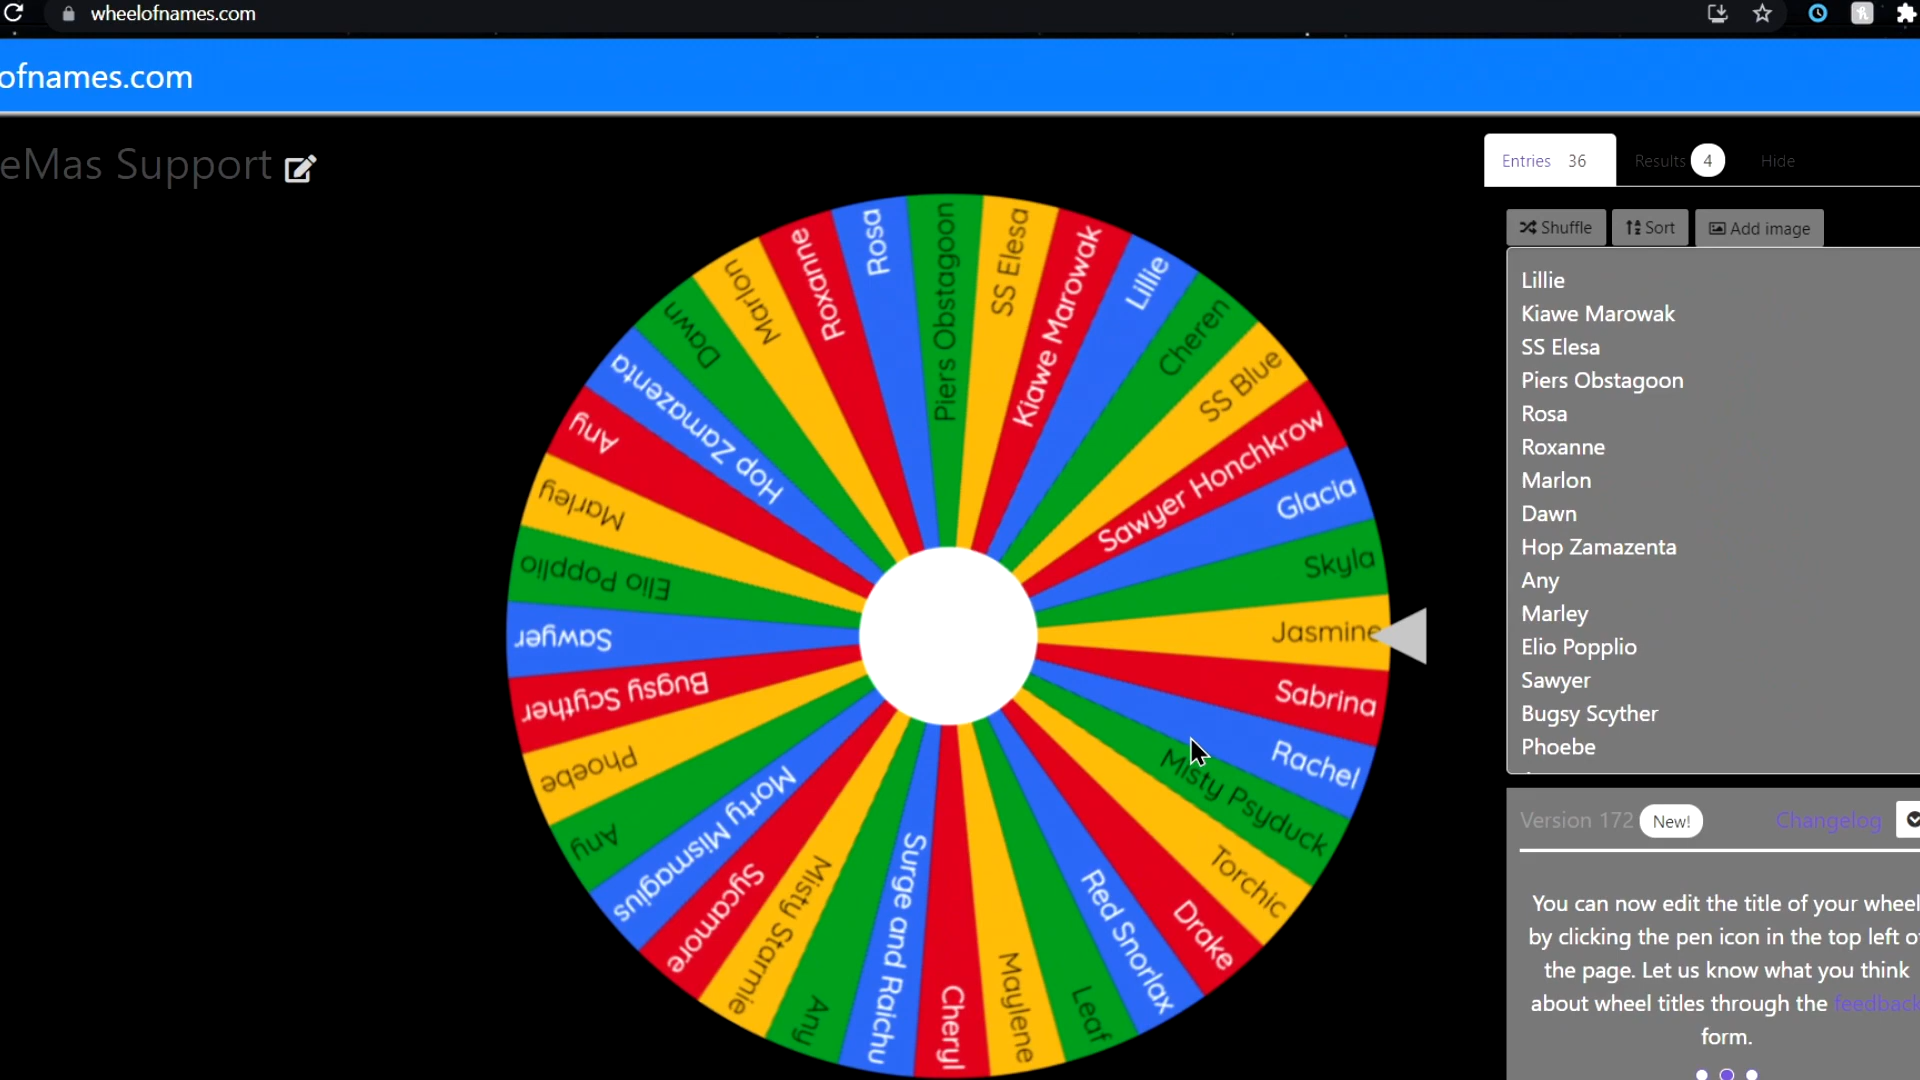 wheelofnames.com
ofnames.com
eMas Support
Entries 36
Results 4
Hide
Shuffle
Sort
Add image
Lillie
Kiawe Marowak
SS Elesa
Piers Obstagoon
Rosa
Roxanne
Marlon
Dawn
Hop Zamazenta
Any
Marley
Elio Popplio
Sawyer
Bugsy Scyther
Phoebe
Piers Obstagoon
SS Elesa
Kiawe Marowak
Lillie
Cheren
SS Blue
Sawyer Honchkrow
Glacia
Skyla
Jasmine
Sabrina
Rachel
Misty Psyduck
Torchic
Drake
Red Snorlax
Leaf
Maylene
Cheryl
Surge and Raichu
Any
Misty Starmie
Sycamore
Morty Mismagius
Any
Phoebe
Bugsy Scyther
Sawyer
Elio Popplio
Marley
Any
Hop Zamazenta
Dawn
Marlon
Roxanne
Rosa
Version 172 New!
Changelog
You can now edit the title of your wheel
by clicking the pen icon in the top left of
the page. Let us know what you think
about wheel titles through the feedback
form.